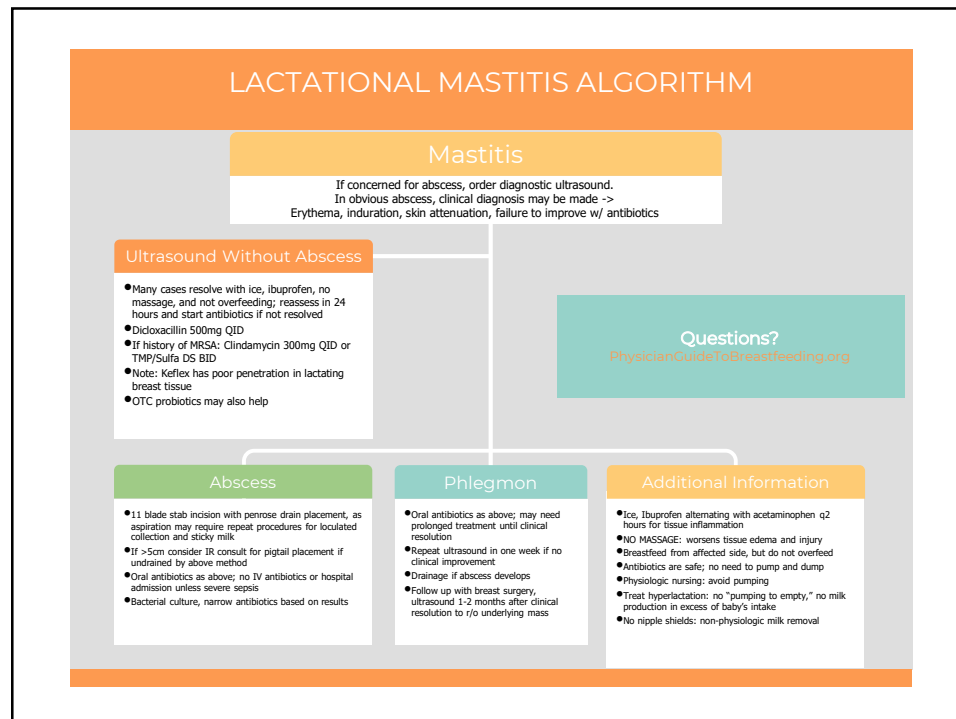 LACTATIONAL MASTITIS ALGORITHM
Mastitis
If concerned for abscess, order diagnostic ultrasound.
In obvious abscess, clinical diagnosis may be made ->
Erythema, induration, skin attenuation, failure to improve w/ antibiotics
Ultrasound Without Abscess
•Many cases resolve with ice, ibuprofen, no
massage, and not overfeeding; reassess in 24
hours and start antibiotics if not resolved
•Dicloxacillin 500mg QID
•If history of MRSA: Clindamycin 300mg QID or
TMP/Sulfa DS BID
•Note: Keflex has poor penetration in lactating
breast tissue
•OTC probiotics may also help
Questions?
PhysicianGuideToBreastfeeding.org
Abscess
•11 blade stab incision with penrose drain placement, as
aspiration may require repeat procedures for loculated
collection and sticky milk
•If >5cm consider IR consult for pigtail placement if
undrained by above method
•Oral antibiotics as above; no IV antibiotics or hospital
admission unless severe sepsis
•Bacterial culture, narrow antibiotics based on results
Phlegmon
•Oral antibiotics as above; may need
prolonged treatment until clinical
resolution
•Repeat ultrasound in one week if no
clinical improvement
•Drainage if abscess develops
•Follow up with breast surgery,
ultrasound 1-2 months after clinical
resolution to r/o underlying mass
Additional Information
•Ice, Ibuprofen alternating with acetaminophen q2
hours for tissue inflammation
•NO MASSAGE: worsens tissue edema and injury
•Breastfeed from affected side, but do not overfeed
•Antibiotics are safe; no need to pump and dump
•Physiologic nursing: avoid pumping
•Treat hyperlactation: no "pumping to empty," no milk
production in excess of baby's intake
•No nipple shields: non-physiologic milk removal